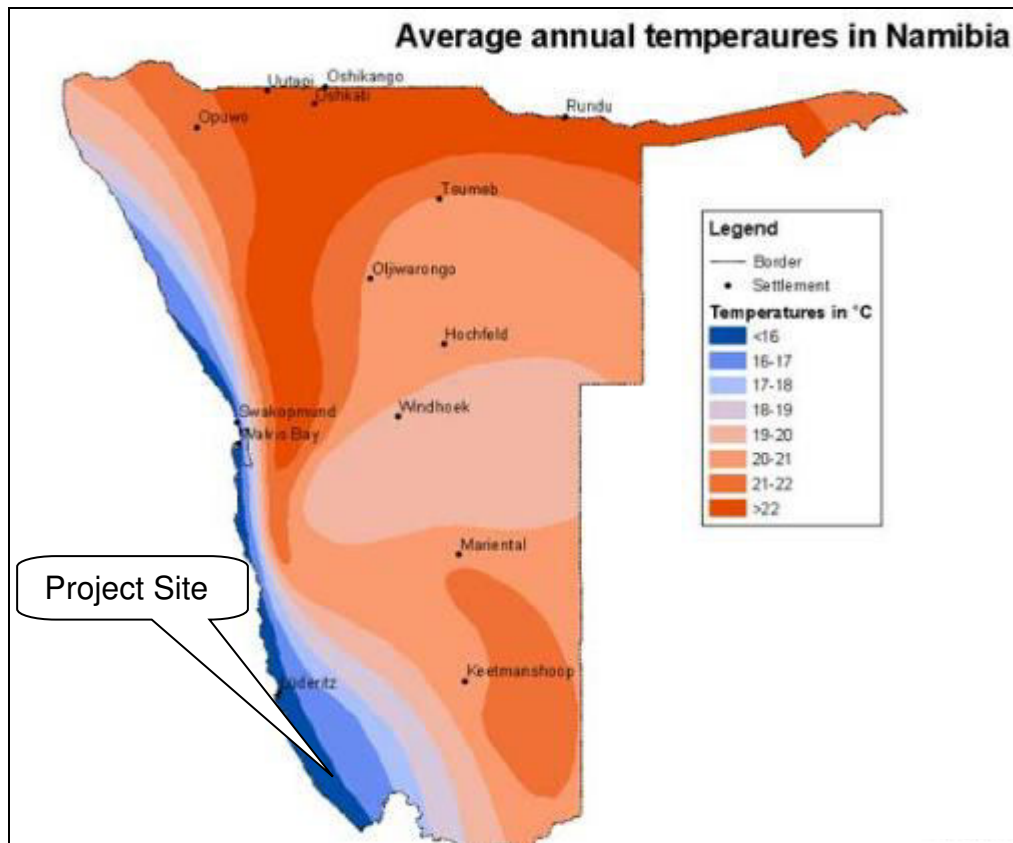 Average annual temperaures in Namibia
Uutapi
Oshikango
Oshkati
Opuwo
Rundu
Tsumeb
Oljiwarongo
Hochfeld
Swakopmund
Walvis Bay
Windhoek
Mariental
Project Site
Keetmanshoop
Lüderitz
Legend
Border
Settlement
Temperatures in °C
<16
16-17
17-18
18-19
19-20
20-21
21-22
>22